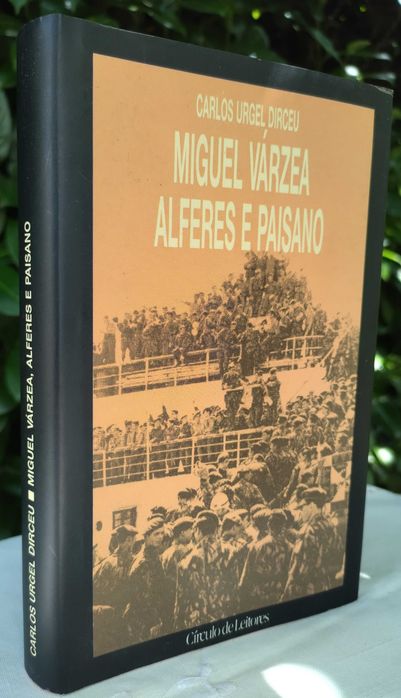 CARLOS URGEL DIRCEU
MIGUEL VÁRZEA
ALFERES E PAISANO
Círculo de Leitores
CARLOS URGEL DIRCEU ■ MIGUEL VÁRZEA, ALFERES E PAISANO